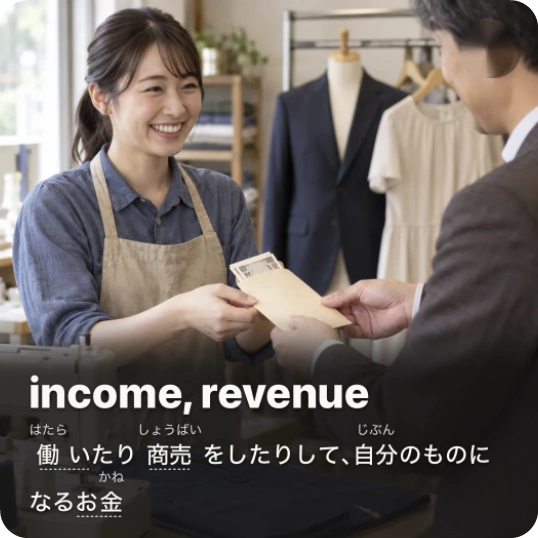 income, revenue
はたら しょうばい じぶん
働いたり商売をしたりして、自分のものに
かね
なるお金